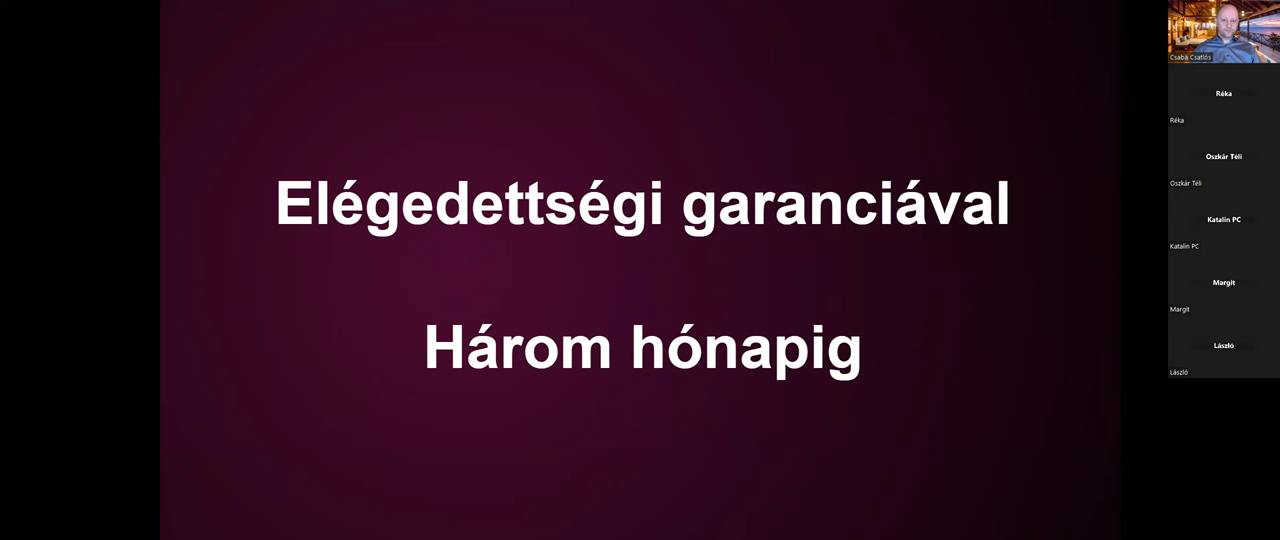 Elégedettségi garanciával
Három hónapig
Csaba Csatlós
Réka
Réka
Oszkár Téli
Oszkár Téli
Katalin PC
Katalin PC
Margit
Margit
László
László